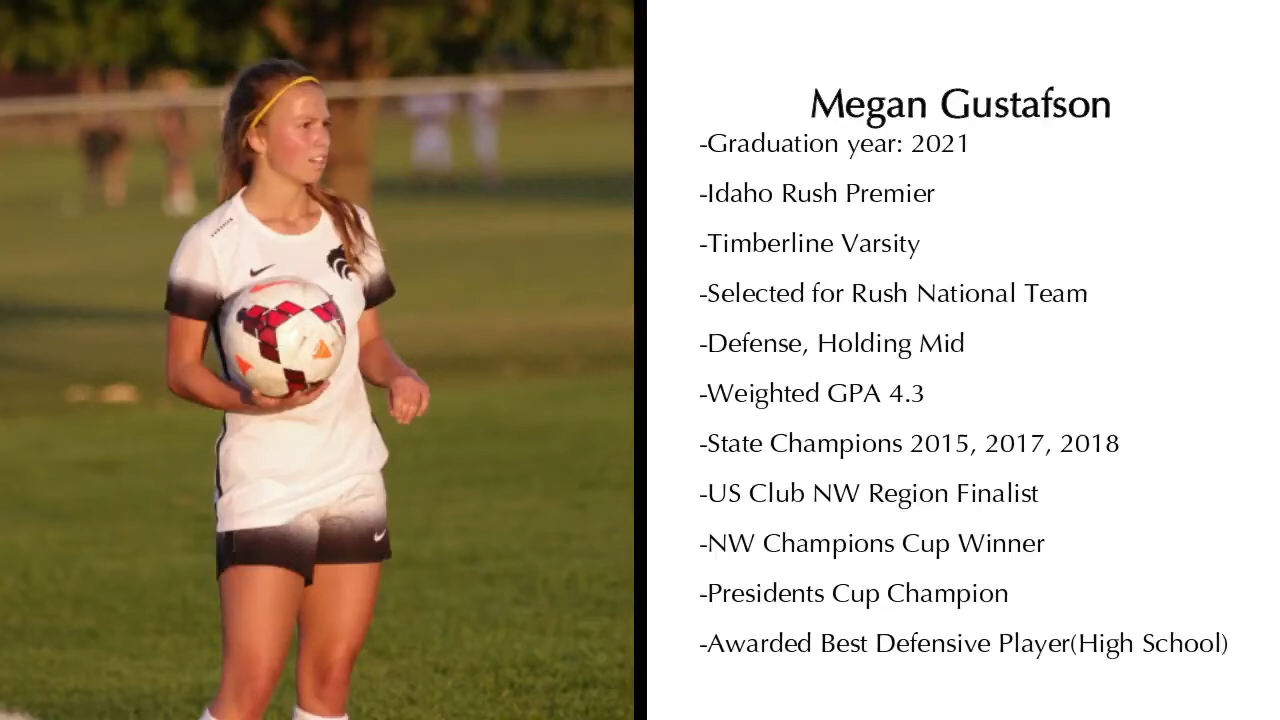 Megan Gustafson
-Graduation year: 2021
-Idaho Rush Premier
-Timberline Varsity
-Selected for Rush National Team
-Defense, Holding Mid
-Weighted GPA 4.3
-State Champions 2015, 2017, 2018
-US Club NW Region Finalist
-NW Champions Cup Winner
-Presidents Cup Champion
-Awarded Best Defensive Player(High School)